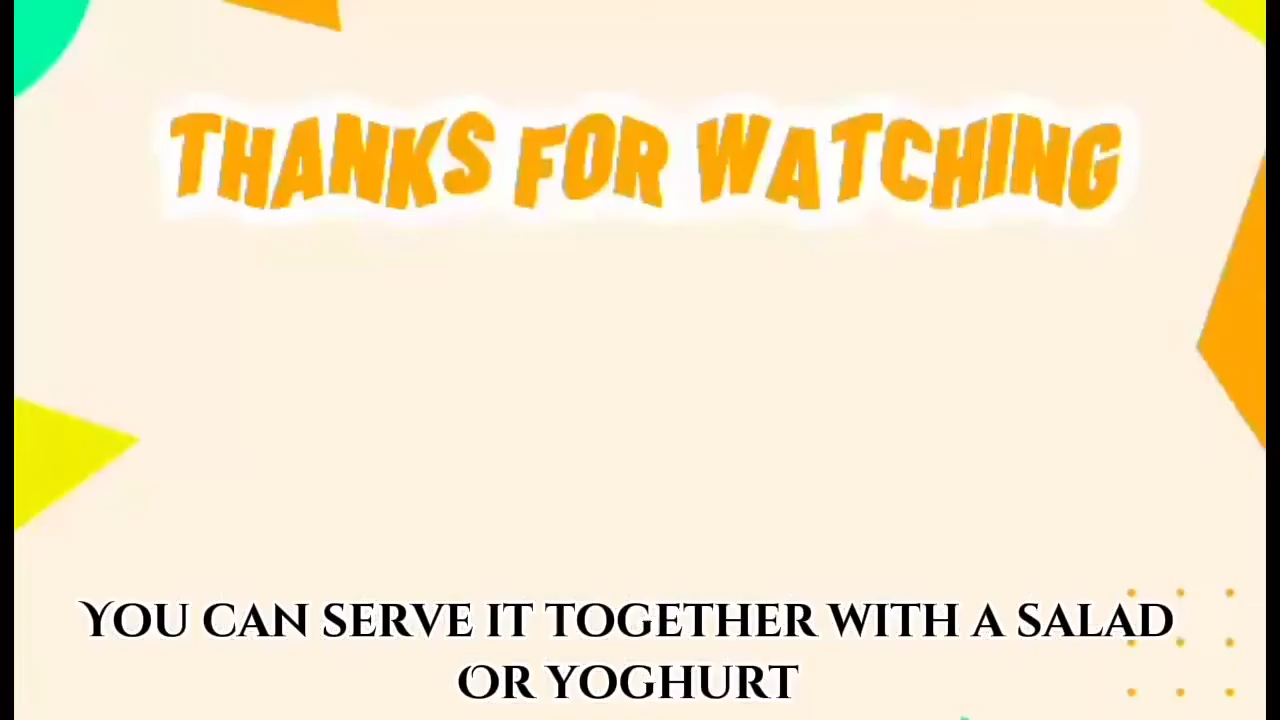 THANKS FOR WATCHING
YOU CAN SERVE IT TOGETHER WITH A SALAD
OR YOGHURT